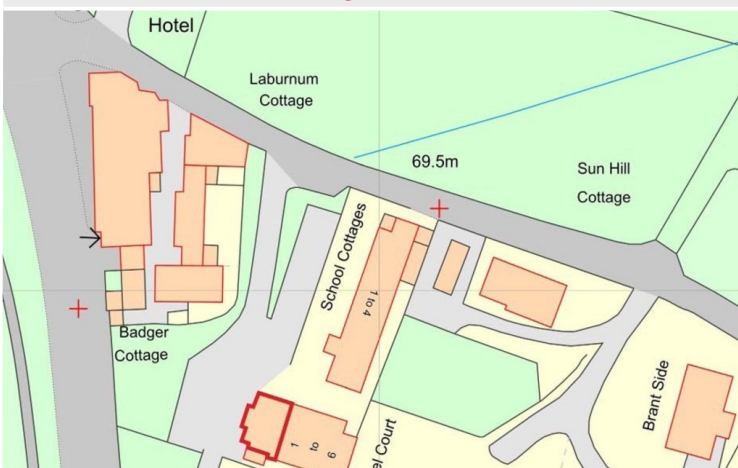 Hotel
Laburnum
Cottage
69.5m
Sun Hill
Cottage
School Cottages
1 to 4
Badger
Cottage
Brant Side
1 to 6
el Court